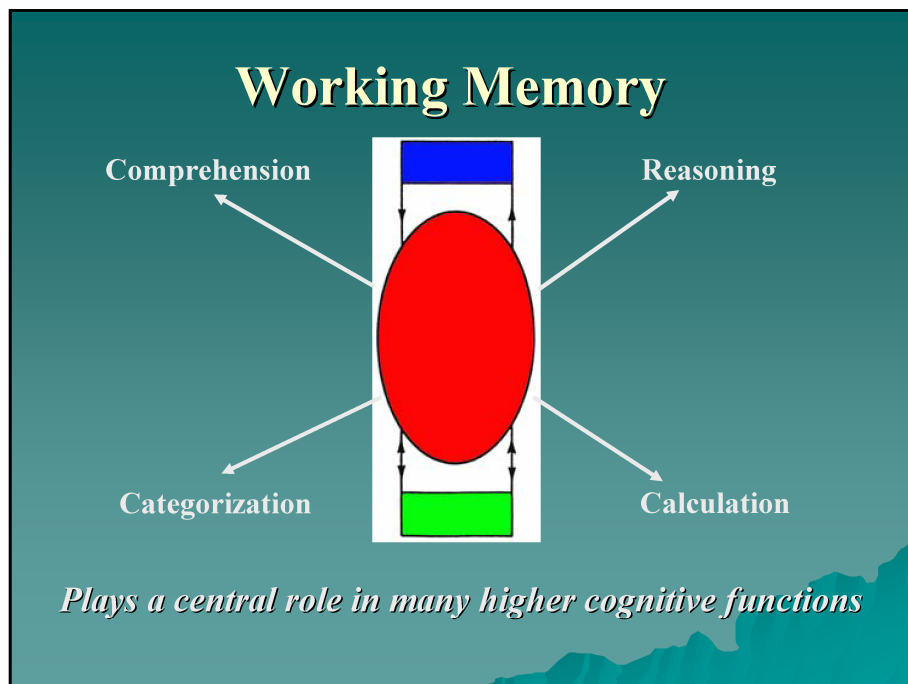 Working Memory
Comprehension
Reasoning
Categorization
Calculation
Plays a central role in many higher cognitive functions